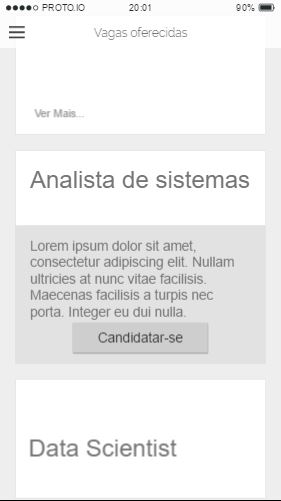 PROTO.IO 20:01 90%
Vagas oferecidas
Ver Mais...
Analista de sistemas
Lorem ipsum dolor sit amet,
consectetur adipiscing elit. Nullam
ultricies at nunc vitae facilisis.
Maecenas facilisis a turpis nec
porta. Integer eu dui nulla.
Candidatar-se
Data Scientist